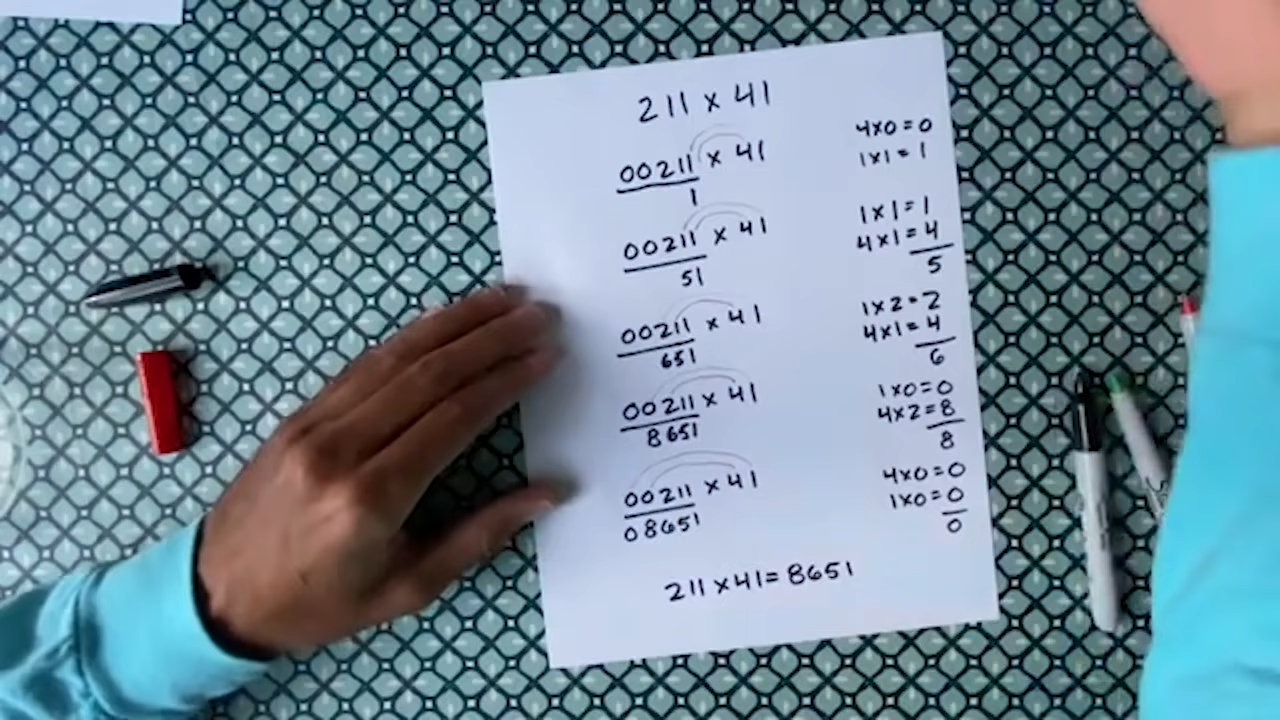 211 x 41
00211 x 41
1
4x0=0
1x1=1
00211 x 41
51
1x1=1
4x1=4
5
00211 x 41
651
1x2=2
4x1=4
6
00211 x 41
8651
1x0=0
4x2=8
8
00211 x 41
08651
4x0=0
1x0=0
0
211 x 41=8651